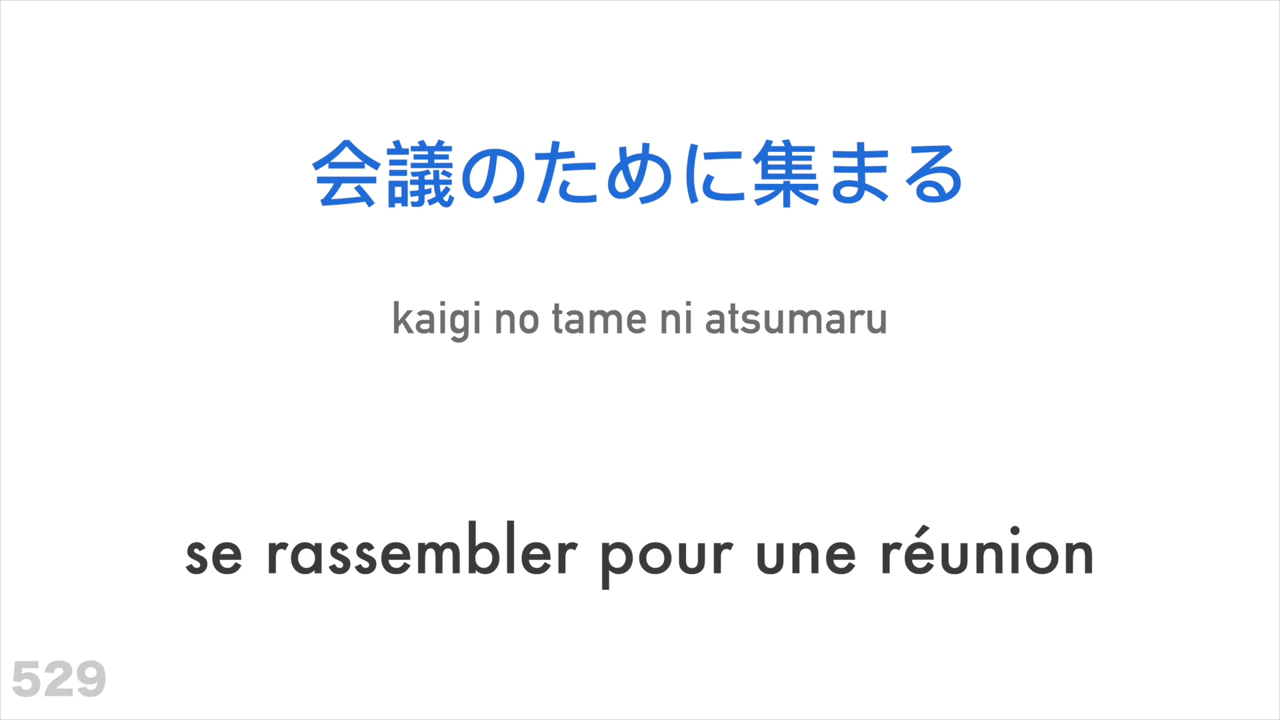 会議のために集まる
kaigi no tame ni atsumaru
se rassembler pour une réunion
529